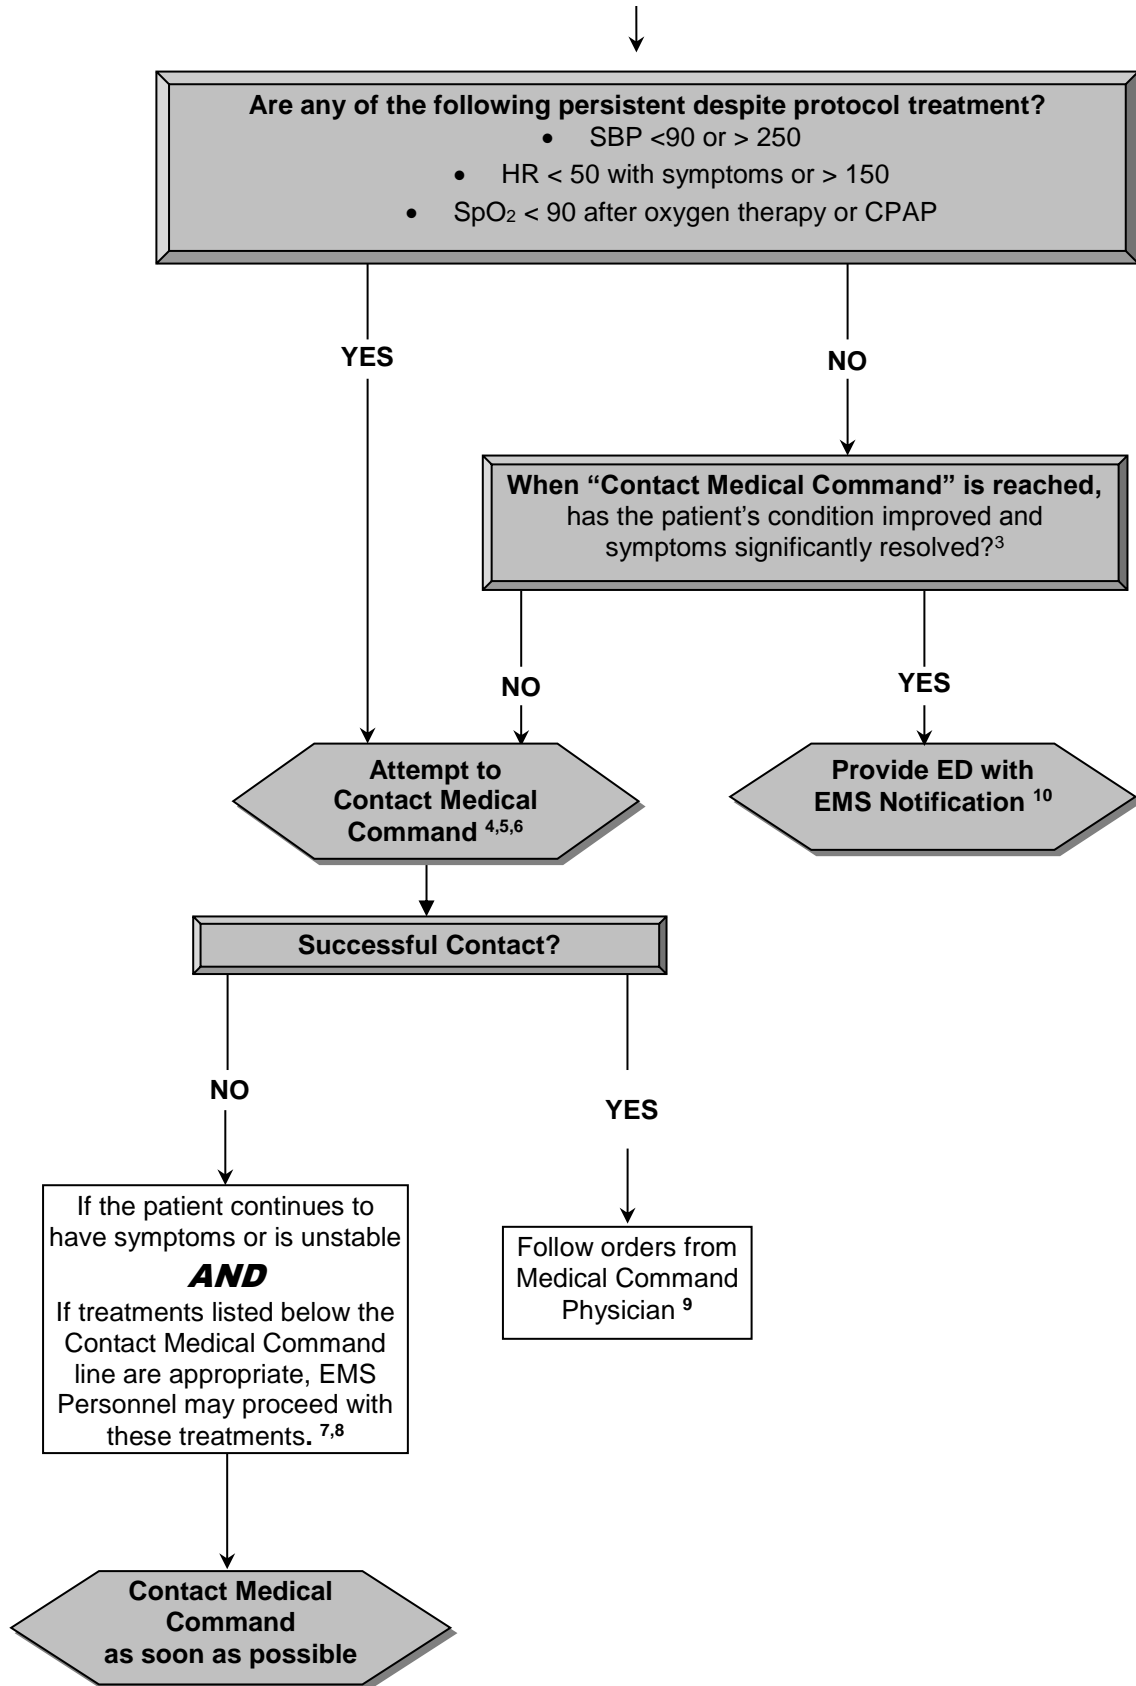 Are any of the following persistent despite protocol treatment?
• SBP <90 or > 250
• HR < 50 with symptoms or > 150
• SpO2 < 90 after oxygen therapy or CPAP
YES
NO
When “Contact Medical Command” is reached,
has the patient’s condition improved and
symptoms significantly resolved?3
NO
YES
Attempt to
Contact Medical
Command 4,5,6
Provide ED with
EMS Notification 10
Successful Contact?
NO
YES
If the patient continues to
have symptoms or is unstable
AND
If treatments listed below the
Contact Medical Command
line are appropriate, EMS
Personnel may proceed with
these treatments. 7,8
Follow orders from
Medical Command
Physician 9
Contact Medical
Command
as soon as possible